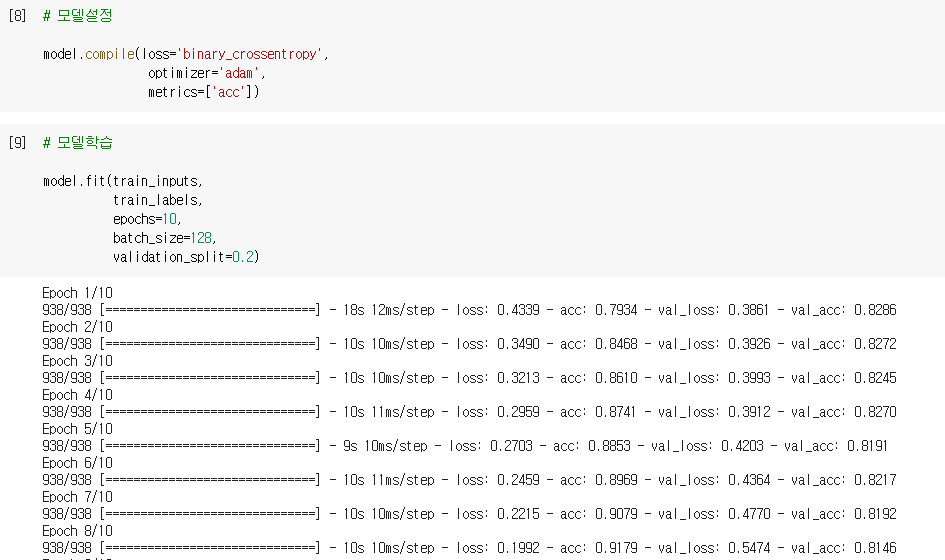 [8] # 모델설정
model.compile(loss='binary_crossentropy',
optimizer='adam',
metrics=['acc'])
[9] # 모델학습
model.fit(train_inputs,
train_labels,
epochs=10,
batch_size=128,
validation_split=0.2)
Epoch 1/10
938/938 [==============================] - 18s 12ms/step - loss: 0.4339 - acc: 0.7934 - val_loss: 0.3861 - val_acc: 0.8286
Epoch 2/10
938/938 [==============================] - 10s 10ms/step - loss: 0.3490 - acc: 0.8468 - val_loss: 0.3926 - val_acc: 0.8272
Epoch 3/10
938/938 [==============================] - 10s 10ms/step - loss: 0.3213 - acc: 0.8610 - val_loss: 0.3993 - val_acc: 0.8245
Epoch 4/10
938/938 [==============================] - 10s 11ms/step - loss: 0.2959 - acc: 0.8741 - val_loss: 0.3912 - val_acc: 0.8270
Epoch 5/10
938/938 [==============================] - 9s 10ms/step - loss: 0.2703 - acc: 0.8853 - val_loss: 0.4203 - val_acc: 0.8191
Epoch 6/10
938/938 [==============================] - 10s 11ms/step - loss: 0.2459 - acc: 0.8969 - val_loss: 0.4364 - val_acc: 0.8217
Epoch 7/10
938/938 [==============================] - 10s 10ms/step - loss: 0.2215 - acc: 0.9079 - val_loss: 0.4770 - val_acc: 0.8192
Epoch 8/10
938/938 [==============================] - 10s 10ms/step - loss: 0.1992 - acc: 0.9179 - val_loss: 0.5474 - val_acc: 0.8146